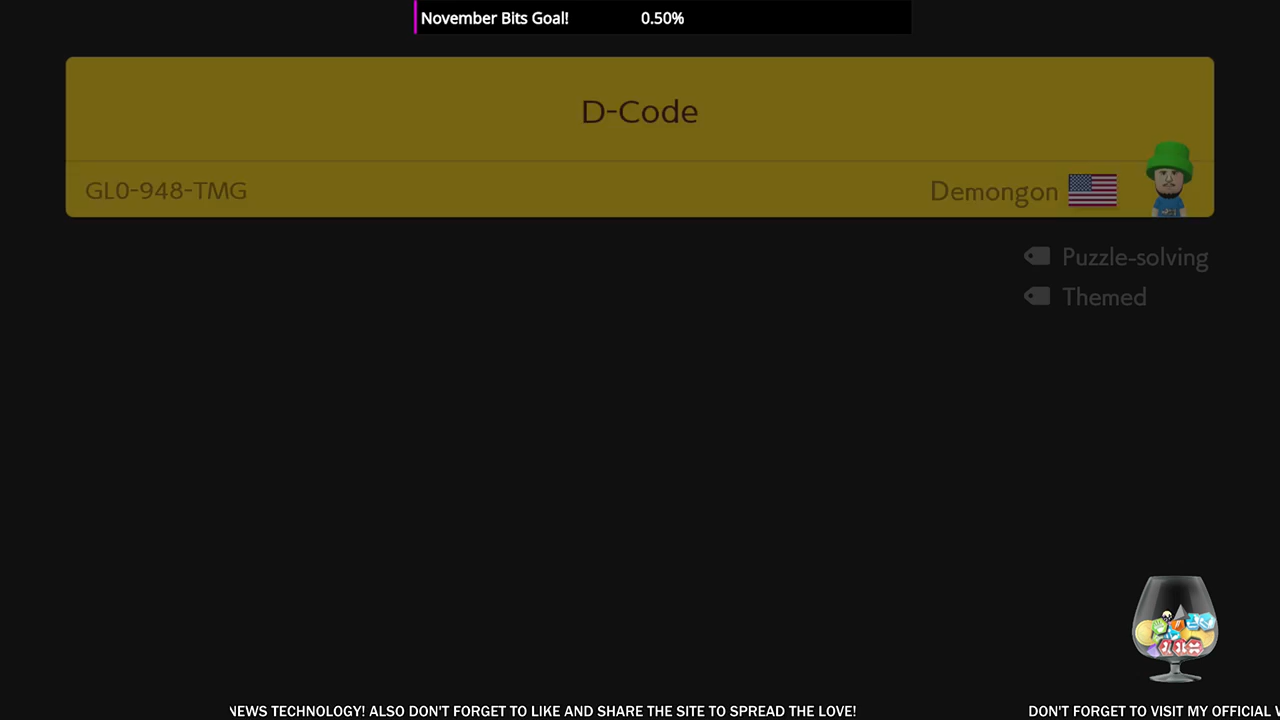 November Bits Goal! 0.50%
D-Code
GL0-948-TMG Demongon
Puzzle-solving
Themed
NEWS TECHNOLOGY! ALSO DON'T FORGET TO LIKE AND SHARE THE SITE TO SPREAD THE LOVE! DON'T FORGET TO VISIT MY OFFICIAL